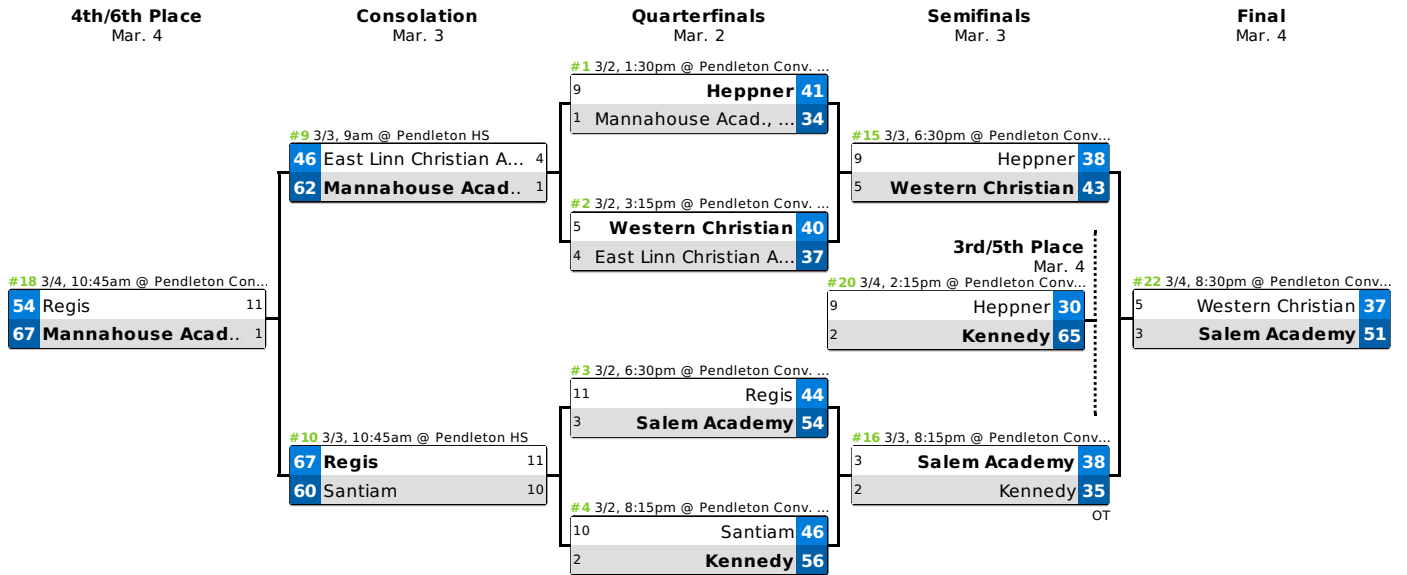 4th/6th Place
Mar. 4
Consolation
Mar. 3
Quarterfinals
Mar. 2
Semifinals
Mar. 3
Final
Mar. 4
#18 3/4, 10:45am @ Pendleton Con...
54 Regis 11
67 Mannahouse Acad.. 1
#9 3/3, 9am @ Pendleton HS
46 East Linn Christian A... 4
62 Mannahouse Acad.. 1
#10 3/3, 10:45am @ Pendleton HS
67 Regis 11
60 Santiam 10
#1 3/2, 1:30pm @ Pendleton Conv. ...
9 Heppner 41
1 Mannahouse Acad., ... 34
#2 3/2, 3:15pm @ Pendleton Conv. ...
5 Western Christian 40
4 East Linn Christian A... 37
#3 3/2, 6:30pm @ Pendleton Conv. ...
11 Regis 44
3 Salem Academy 54
#4 3/2, 8:15pm @ Pendleton Conv. ...
10 Santiam 46
2 Kennedy 56
#15 3/3, 6:30pm @ Pendleton Conv...
9 Heppner 38
5 Western Christian 43
3rd/5th Place
Mar. 4
#20 3/4, 2:15pm @ Pendleton Conv...
9 Heppner 30
2 Kennedy 65
#16 3/3, 8:15pm @ Pendleton Conv...
3 Salem Academy 38
2 Kennedy 35
OT
#22 3/4, 8:30pm @ Pendleton Conv...
5 Western Christian 37
3 Salem Academy 51